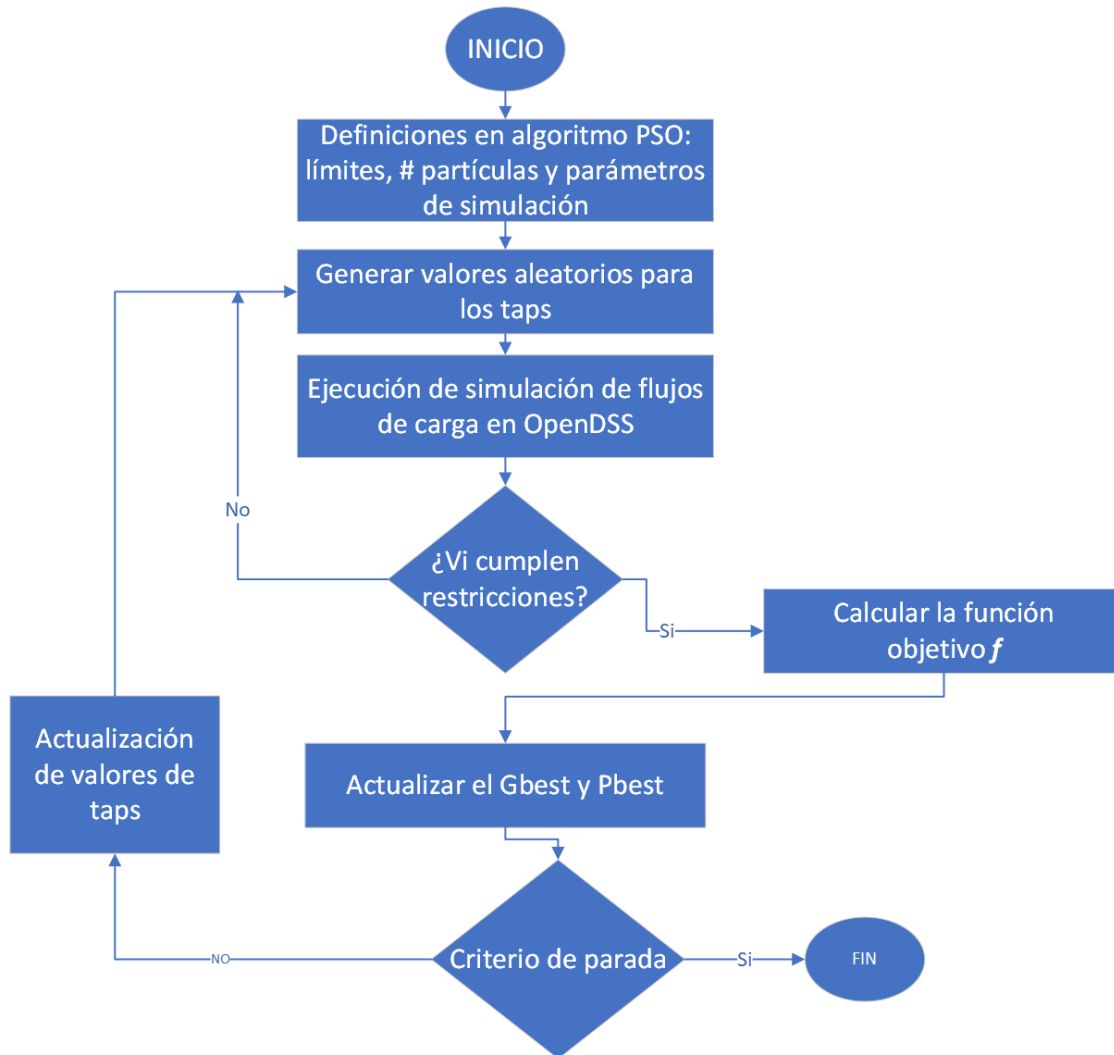 INICIO
Definiciones en algoritmo PSO:
límites, # partículas y parámetros
de simulación
Generar valores aleatorios para
los taps
Ejecución de simulación de flujos
de carga en OpenDSS
No
¿Vi cumplen
restricciones?
Si
Calcular la función
objetivo f
Actualización
de valores de
taps
Actualizar el Gbest y Pbest
NO
Criterio de parada
Si
FIN